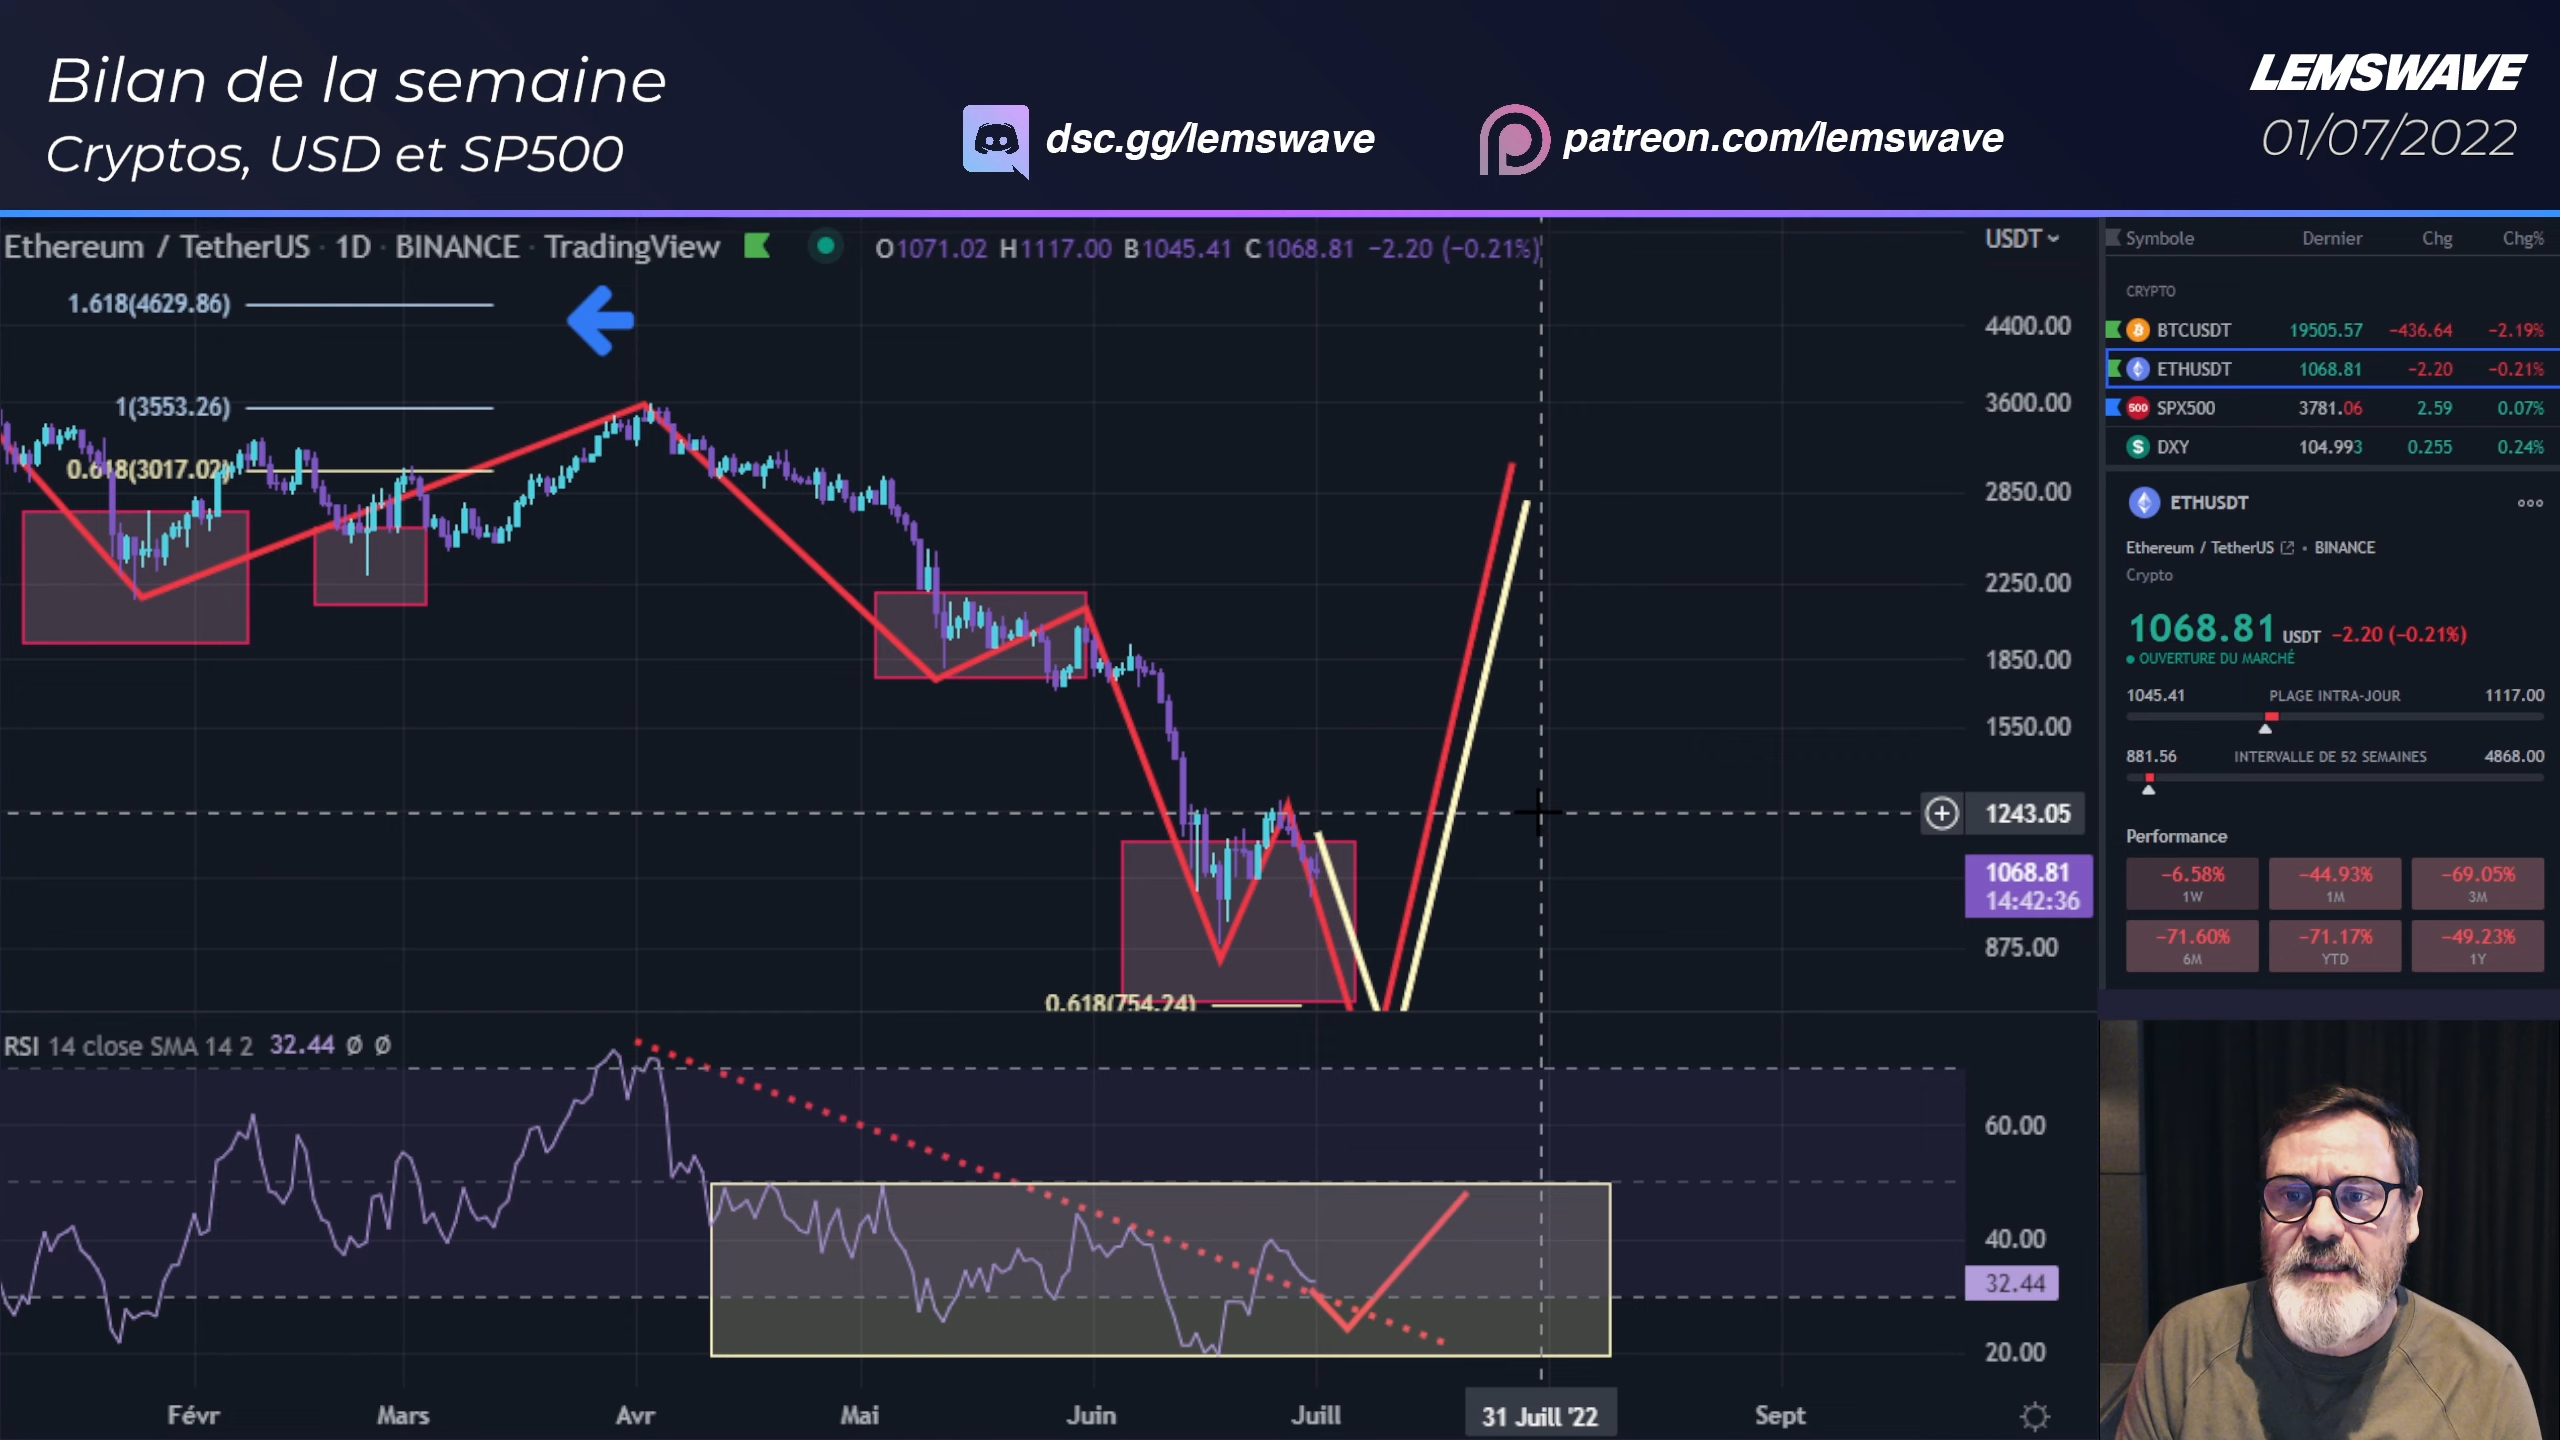 Bilan de la semaine
Cryptos, USD et SP500
dsc.gg/lemswave
patreon.com/lemswave
LEMSWAVE
01/07/2022
Ethereum / TetherUS · 1D · BINANCE · TradingView
O1071.02 H1117.00 B1045.41 C1068.81 −2.20 (−0.21%)
USDT
1.618(4629.86)
1(3553.26)
0.618(3017.02)
0.618(754.24)
4400.00
3600.00
2850.00
2250.00
1850.00
1550.00
1243.05
1068.81
14:42:36
875.00
RSI 14 close SMA 14 2 32.44 Ø Ø
60.00
40.00
32.44
20.00
Févr Mars Avr Mai Juin Juill 31 Juill '22 Sept
Symbole Dernier Chg Chg%
CRYPTO
BTCUSDT 19505.57 −436.64 −2.19%
ETHUSDT 1068.81 −2.20 −0.21%
500 SPX500 3781.06 2.59 0.07%
$ DXY 104.993 0.255 0.24%
ETHUSDT
Ethereum / TetherUS • BINANCE
Crypto
1068.81 USDT −2.20 (−0.21%)
OUVERTURE DU MARCHÉ
1045.41 PLAGE INTRA-JOUR 1117.00
881.56 INTERVALLE DE 52 SEMAINES 4868.00
Performance
−6.58% −44.93% −69.05%
1W 1M 3M
−71.60% −71.17% −49.23%
6M YTD 1Y